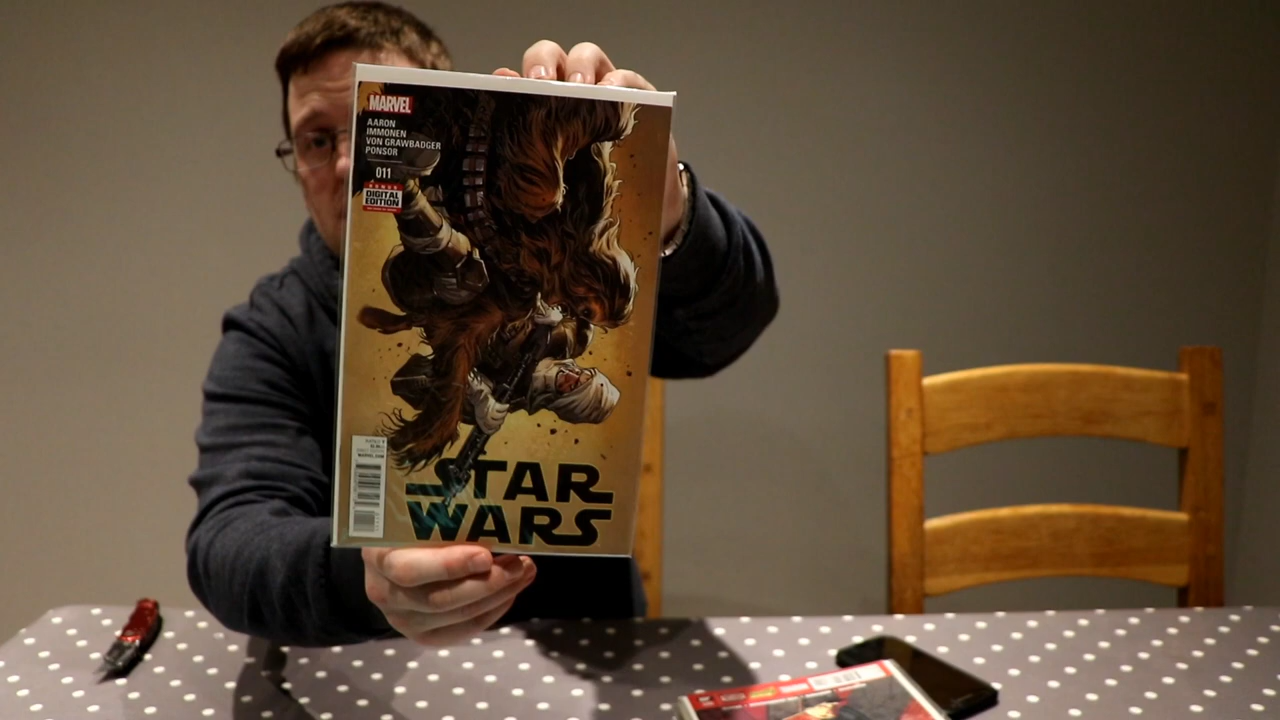 MARVEL
AARON
IMMONEN
VON GRAWBADGER
PONSOR
011
DIGITAL
EDITION
STAR
WARS